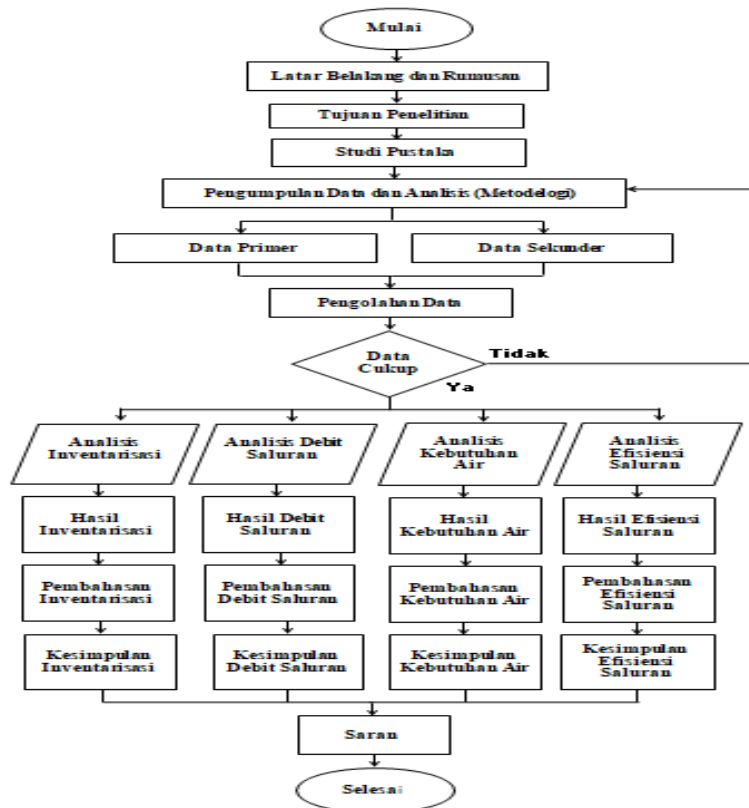 Mulai
Latar Belakang dan Rumusan
Tujuan Penelitian
Studi Pustaka
Pengumpulan Data dan Analisis (Metodelogi)
Data Primer
Data Sekunder
Pengolahan Data
Data
Cukup
Tidak
Ya
Analisis
Inventarisasi
Analisis Debit
Saluran
Analisis
Kebutuhan
Air
Analisis
Efisiensi
Saluran
Hasil
Inventarisasi
Hasil Debit
Saluran
Hasil
Kebutuhan Air
Hasil Efisiensi
Saluran
Pembahasan
Inventarisasi
Pembahasan
Debit Saluran
Pembahasan
Kebutuhan Air
Pembahasan
Efisiensi
Saluran
Kesimpulan
Inventarisasi
Kesimpulan
Debit Saluran
Kesimpulan
Kebutuhan Air
Kesimpulan
Efisiensi
Saluran
Saran
Selesai